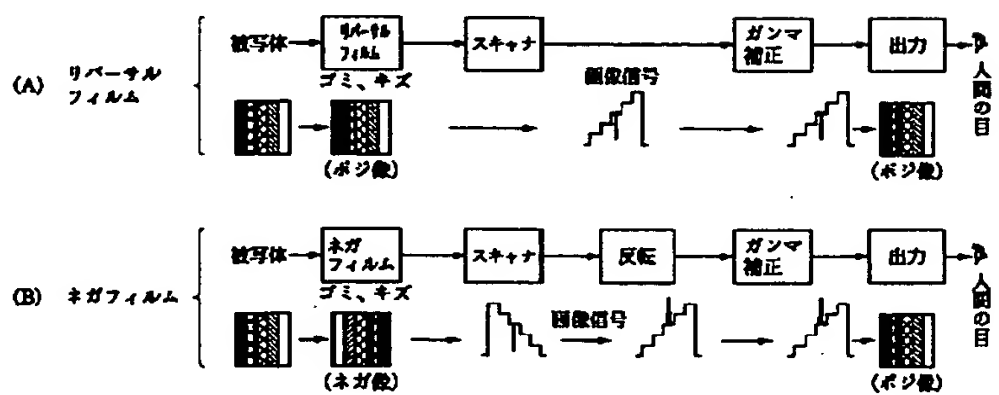 (A) リバーサル
フィルム
被写体
リバーサル
フィルム
スキャナ
ガンマ
補正
出力
人間の目
ゴミ、キズ
画像信号
(ポジ像)
(ポジ像)
(B) ネガフィルム
被写体
ネガ
フィルム
スキャナ
反転
ガンマ
補正
出力
人間の目
ゴミ、キズ
画像信号
(ネガ像)
(ポジ像)